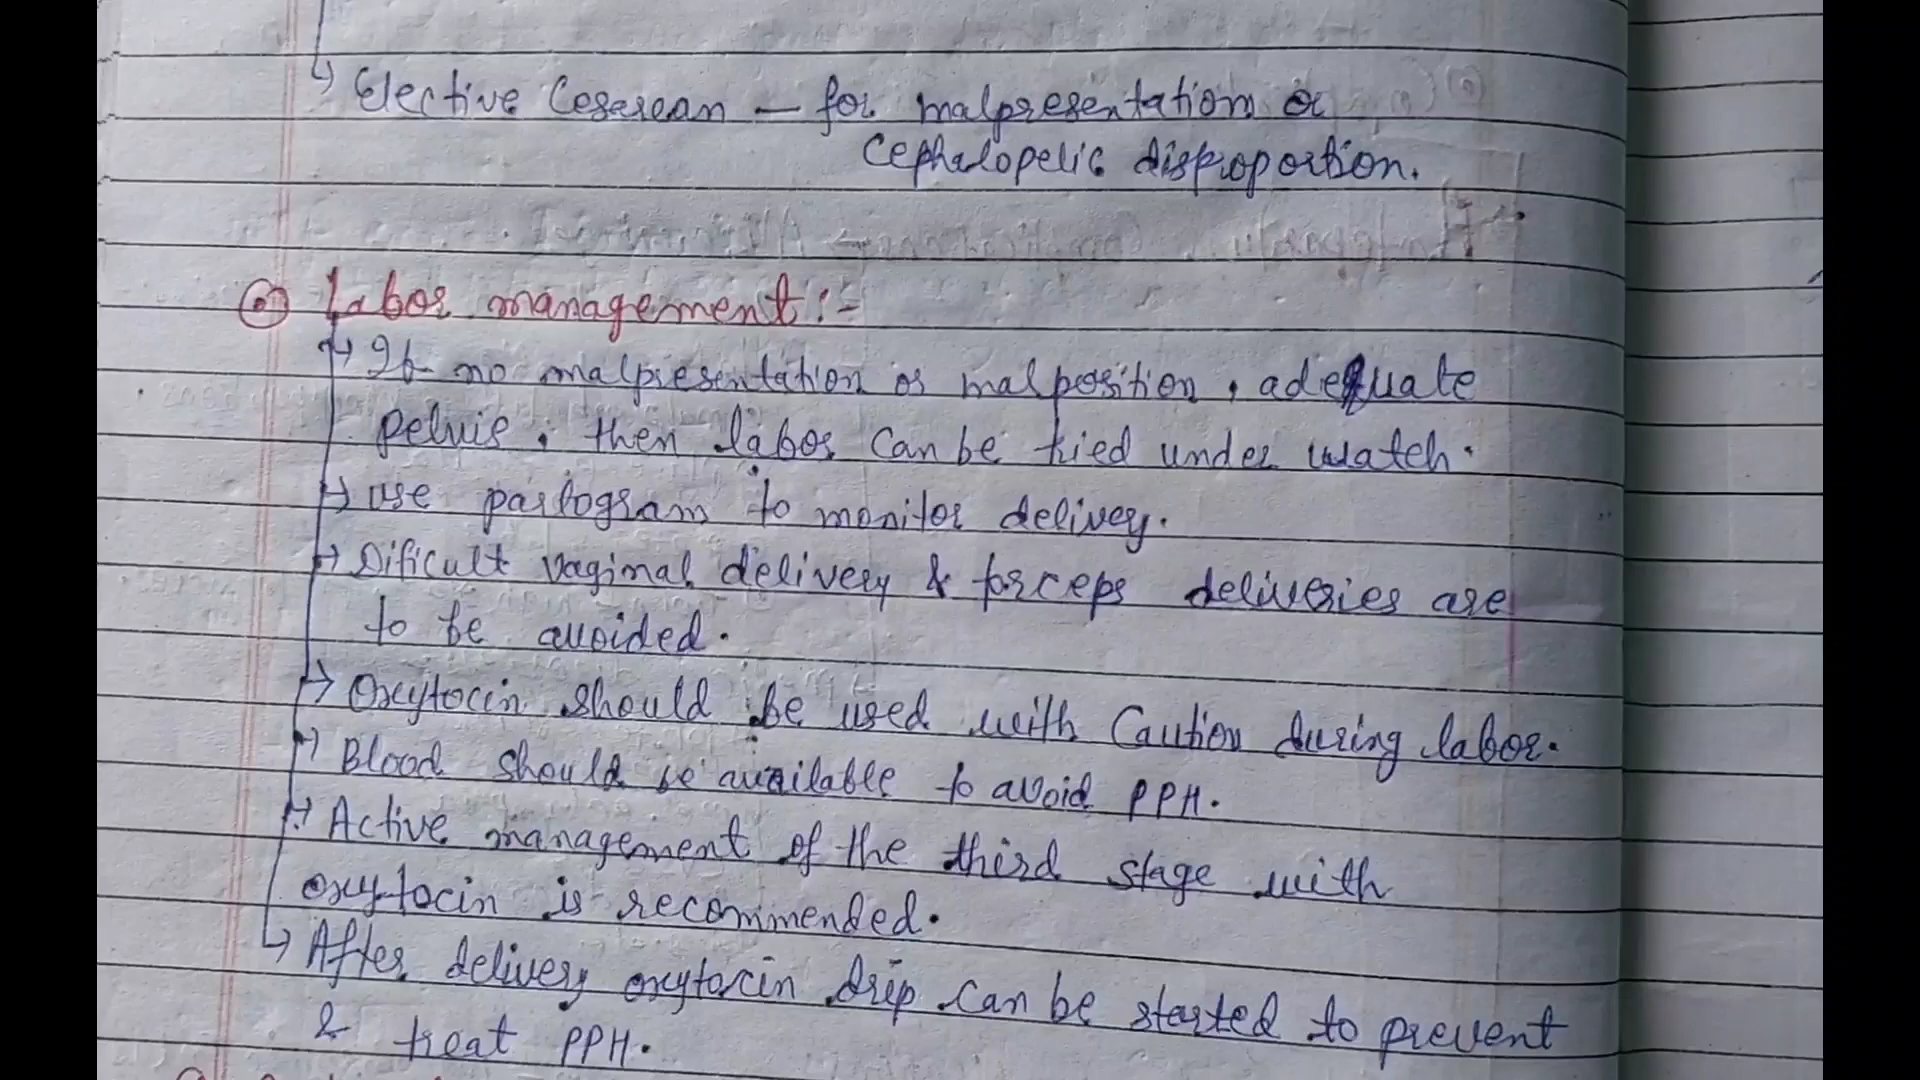 ↳ Elective Cesarean — for malpresentation or
Cephalopelic disproportion.
Labor management :-
→ If no malpresentation or malposition, adequate
pelvis, then labor can be tried under watch.
→ use partogram to monitor delivey.
→ Dificult vaginal delivery & forceps deliveries are
to be avoided.
→ Oxytocin should be used with Caution during labor.
→ Blood should be available to avoid PPH.
→ Active management of the third stage with
oxytocin is recommended.
↳ After delivery oxytocin drip can be started to prevent
& treat PPH.